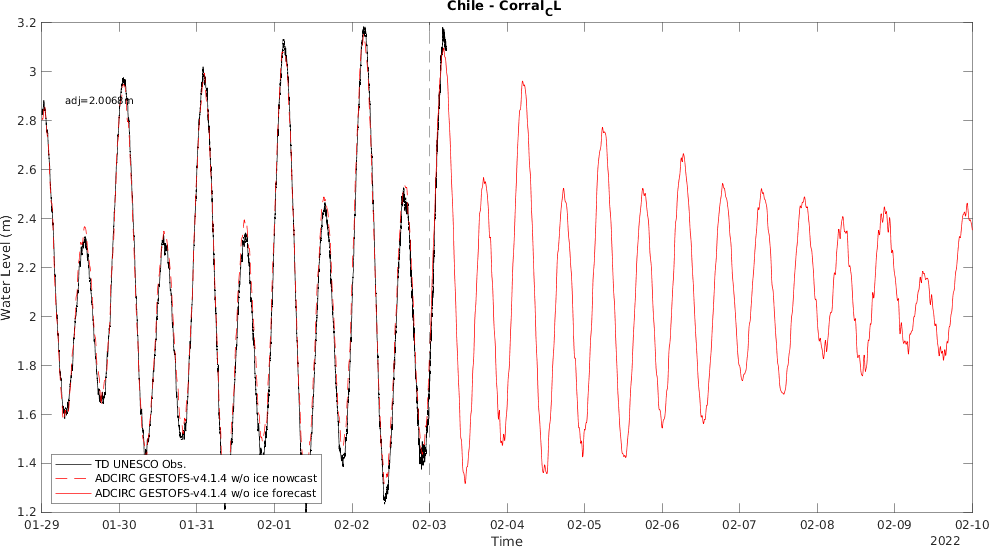 Chile - Corral_CL
3.2
3
2.8
2.6
2.4
2.2
2
1.8
1.6
1.4
1.2
Water Level (m)
adj=2.0068m
TD UNESCO Obs.
ADCIRC GESTOFS-v4.1.4 w/o ice nowcast
ADCIRC GESTOFS-v4.1.4 w/o ice forecast
01-29 01-30 01-31 02-01 02-02 02-03 02-04 02-05 02-06 02-07 02-08 02-09 02-10
Time
2022